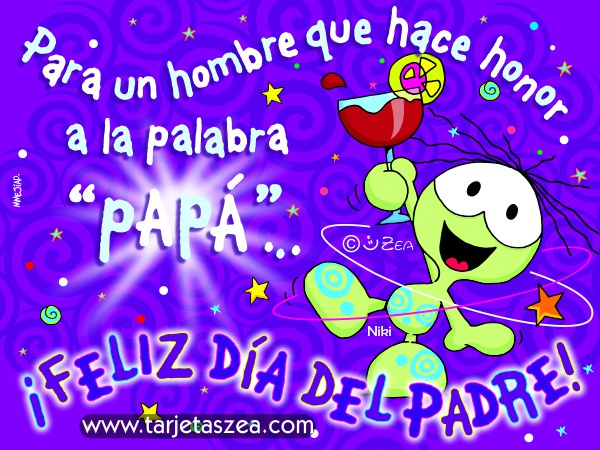 Para un hombre que hace honor
a la palabra
“PAPÁ”...
© ZEA
Niki
¡FELIZ DÍA DEL PADRE!
www.tarjetaszea.com